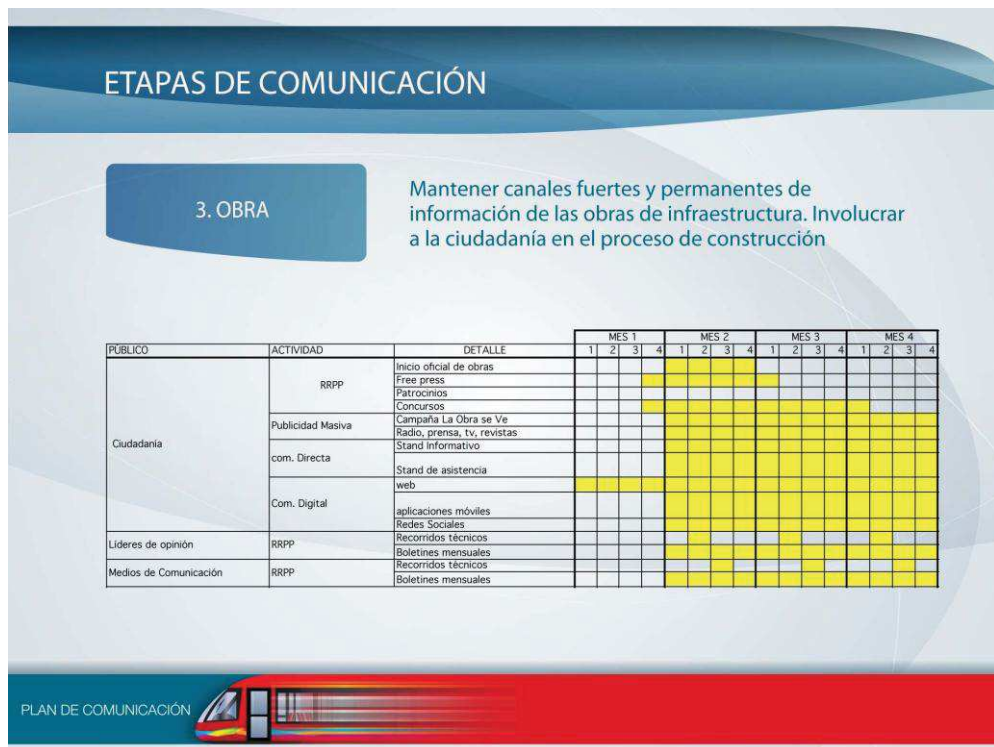 ETAPAS DE COMUNICACIÓN
3. OBRA
Mantener canales fuertes y permanentes de
información de las obras de infraestructura. Involucrar
a la ciudadanía en el proceso de construcción
MES 1 MES 2 MES 3 MES 4
PÚBLICO ACTIVIDAD DETALLE 1 2 3 4 1 2 3 4 1 2 3 4 1 2 3 4
Ciudadanía
RRPP
Inicio oficial de obras
Free press
Patrocinios
Concursos
Publicidad Masiva
Campaña La Obra se Ve
Radio, prensa, tv, revistas
com. Directa
Stand Informativo
Stand de asistencia
Com. Digital
web
aplicaciones móviles
Redes Sociales
Líderes de opinión RRPP
Recorridos técnicos
Boletines mensuales
Medios de Comunicación RRPP
Recorridos técnicos
Boletines mensuales
PLAN DE COMUNICACIÓN